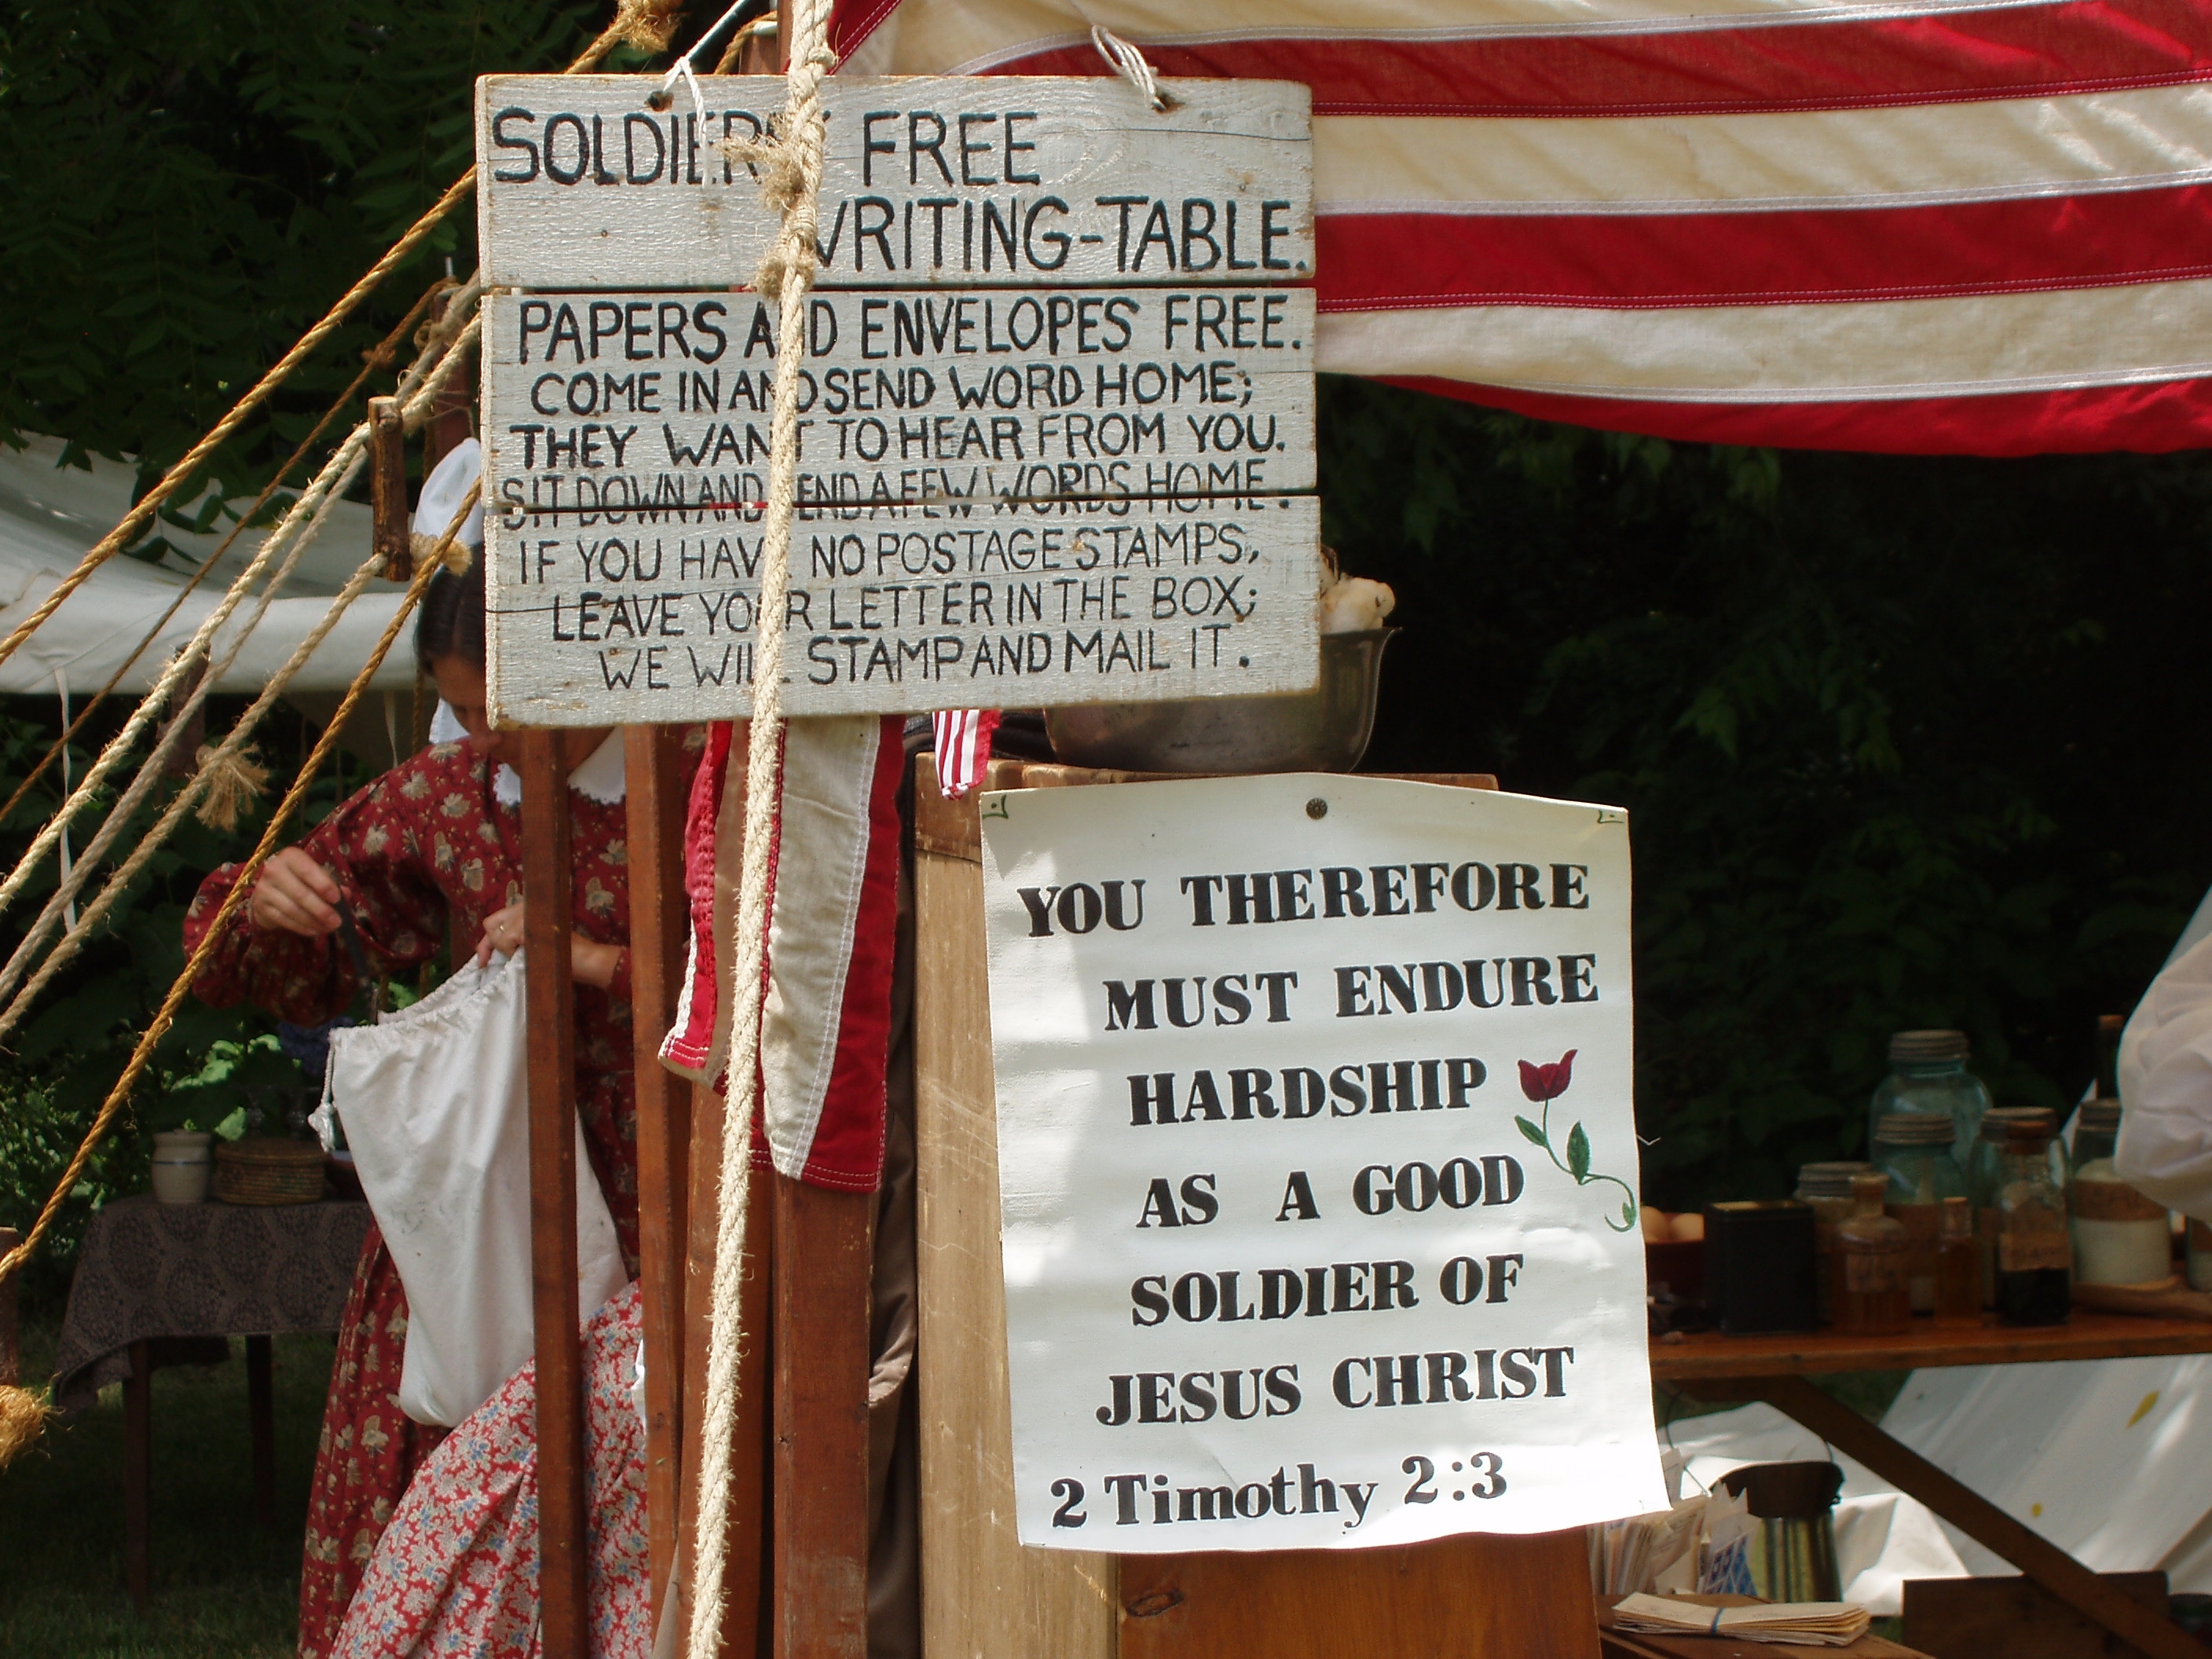 SOLDIERS' FREE
WRITING-TABLE.
PAPERS AND ENVELOPES FREE.
COME IN AND SEND WORD HOME;
THEY WANT TO HEAR FROM YOU.
SIT DOWN AND SEND A FEW WORDS HOME.
IF YOU HAVE NO POSTAGE STAMPS,
LEAVE YOUR LETTER IN THE BOX;
WE WILL STAMP AND MAIL IT.
YOU THEREFORE
MUST ENDURE
HARDSHIP
AS A GOOD
SOLDIER OF
JESUS CHRIST
2 Timothy 2:3